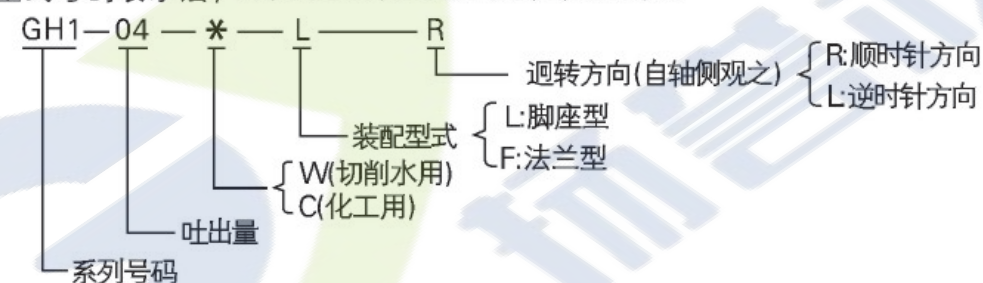 GH1—04—*—L—R
迥转方向(自轴侧观之)
R:顺时针方向
L:逆时针方向
装配型式
L:脚座型
F:法兰型
W(切削水用)
C(化工用)
吐出量
系列号码